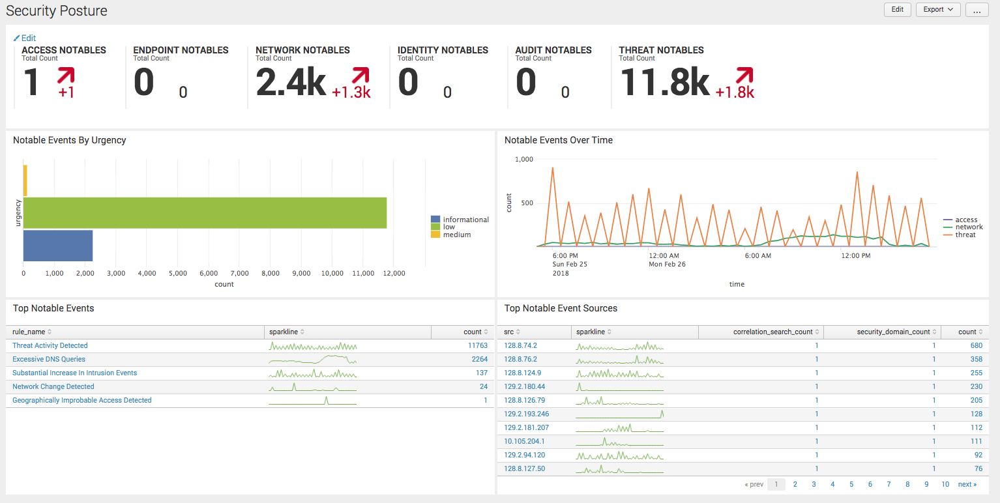 Security Posture
Edit Export ...
Edit
ACCESS NOTABLES
Total Count
1 +1
ENDPOINT NOTABLES
Total Count
0 0
NETWORK NOTABLES
Total Count
2.4k +1.3k
IDENTITY NOTABLES
Total Count
0 0
AUDIT NOTABLES
Total Count
0 0
THREAT NOTABLES
Total Count
11.8k +1.8k
Notable Events By Urgency
urgency
0 1,000 2,000 3,000 4,000 5,000 6,000 7,000 8,000 9,000 10,000 11,000 12,000
count
informational
low
medium
Notable Events Over Time
1,000
500
count
6:00 PM 12:00 AM 6:00 AM 12:00 PM
Sun Feb 25 Mon Feb 26
2018
time
access
network
threat
Top Notable Events
rule_name sparkline count
Threat Activity Detected 11763
Excessive DNS Queries 2264
Substantial Increase In Intrusion Events 137
Network Change Detected 24
Geographically Improbable Access Detected 1
Top Notable Event Sources
src sparkline correlation_search_count security_domain_count count
128.8.74.2 1 1 680
128.8.76.2 1 1 358
128.8.124.9 1 1 255
129.2.180.44 1 1 230
128.8.126.79 1 1 205
129.2.193.246 1 1 128
129.2.181.207 1 1 112
10.105.204.1 1 1 111
129.2.94.120 1 1 92
128.8.127.50 1 1 76
« prev 1 2 3 4 5 6 7 8 9 10 next »